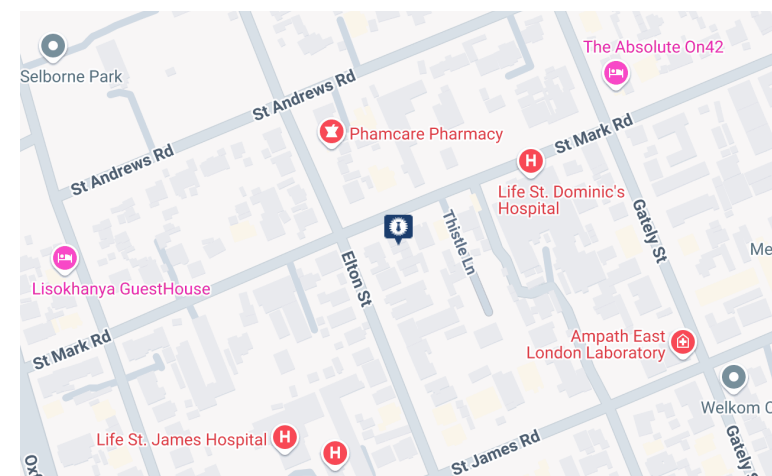 The Absolute On42
Selborne Park
St Andrews Rd
Phamcare Pharmacy
St Mark Rd
St Andrews Rd
Life St. Dominic's
Hospital
Thistle Ln
Gately St
Elton St
Lisokhanya GuestHouse
St Mark Rd
Ampath East
London Laboratory
Welkom
Life St. James Hospital
St James Rd
Gately